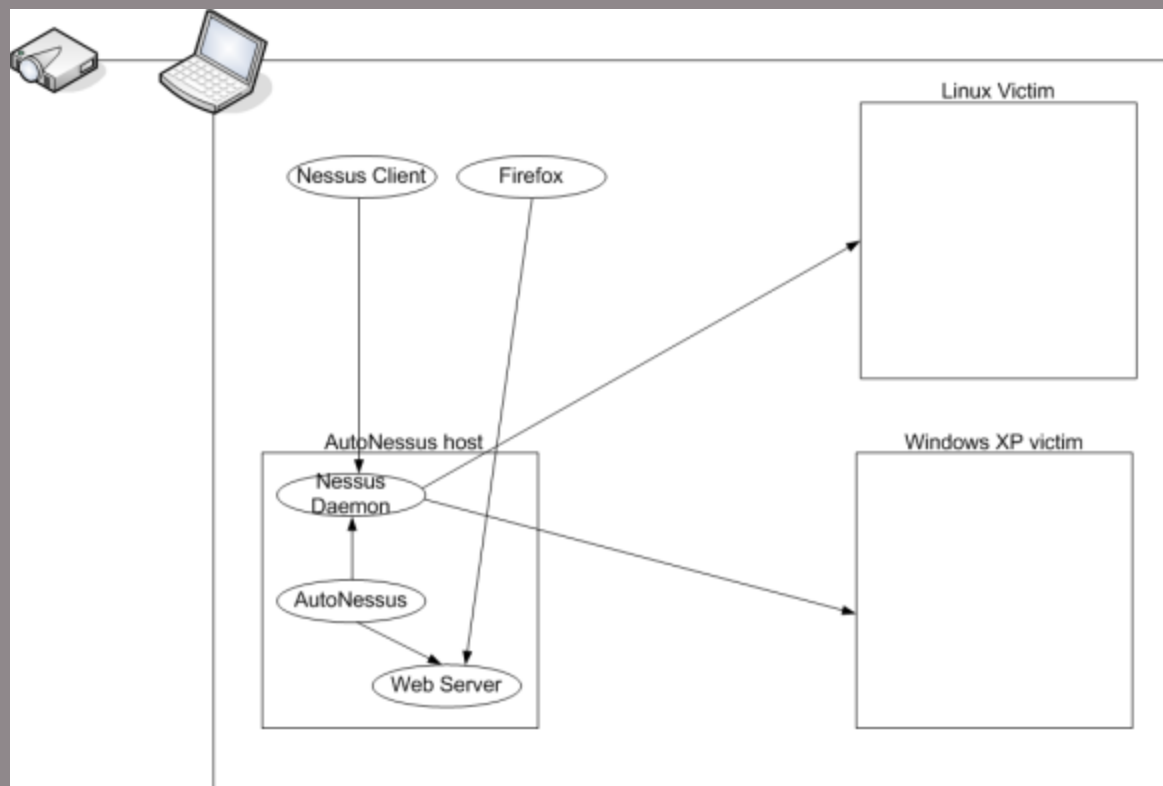 Linux Victim
Nessus Client
Firefox
AutoNessus host
Windows XP victim
Nessus
Daemon
AutoNessus
Web Server